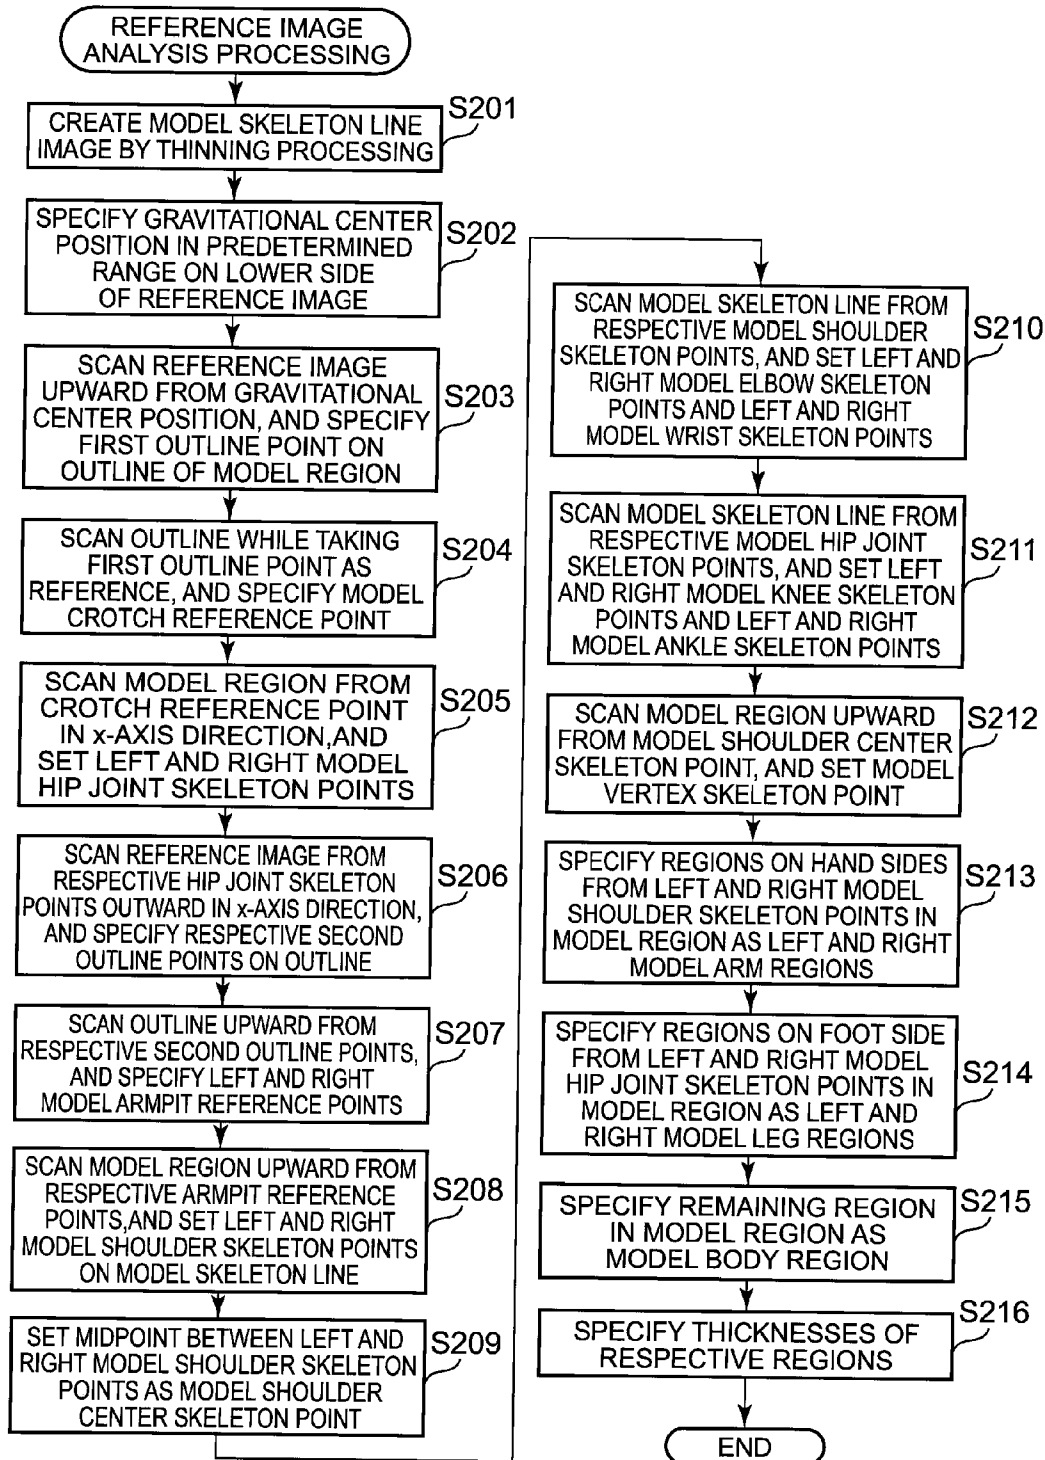 REFERENCE IMAGE
ANALYSIS PROCESSING
S201
CREATE MODEL SKELETON LINE
IMAGE BY THINNING PROCESSING
S202
SPECIFY GRAVITATIONAL CENTER
POSITION IN PREDETERMINED
RANGE ON LOWER SIDE
OF REFERENCE IMAGE
S203
SCAN REFERENCE IMAGE
UPWARD FROM GRAVITATIONAL
CENTER POSITION, AND SPECIFY
FIRST OUTLINE POINT ON
OUTLINE OF MODEL REGION
S204
SCAN OUTLINE WHILE TAKING
FIRST OUTLINE POINT AS
REFERENCE, AND SPECIFY MODEL
CROTCH REFERENCE POINT
S205
SCAN MODEL REGION FROM
CROTCH REFERENCE POINT
IN x-AXIS DIRECTION,AND
SET LEFT AND RIGHT MODEL
HIP JOINT SKELETON POINTS
S206
SCAN REFERENCE IMAGE FROM
RESPECTIVE HIP JOINT SKELETON
POINTS OUTWARD IN x-AXIS DIRECTION,
AND SPECIFY RESPECTIVE SECOND
OUTLINE POINTS ON OUTLINE
S207
SCAN OUTLINE UPWARD FROM
RESPECTIVE SECOND OUTLINE POINTS,
AND SPECIFY LEFT AND RIGHT
MODEL ARMPIT REFERENCE POINTS
S208
SCAN MODEL REGION UPWARD FROM
RESPECTIVE ARMPIT REFERENCE
POINTS,AND SET LEFT AND RIGHT
MODEL SHOULDER SKELETON POINTS
ON MODEL SKELETON LINE
S209
SET MIDPOINT BETWEEN LEFT AND
RIGHT MODEL SHOULDER SKELETON
POINTS AS MODEL SHOULDER
CENTER SKELETON POINT
S210
SCAN MODEL SKELETON LINE FROM
RESPECTIVE MODEL SHOULDER
SKELETON POINTS, AND SET LEFT AND
RIGHT MODEL ELBOW SKELETON
POINTS AND LEFT AND RIGHT
MODEL WRIST SKELETON POINTS
S211
SCAN MODEL SKELETON LINE FROM
RESPECTIVE MODEL HIP JOINT
SKELETON POINTS, AND SET LEFT
AND RIGHT MODEL KNEE SKELETON
POINTS AND LEFT AND RIGHT
MODEL ANKLE SKELETON POINTS
S212
SCAN MODEL REGION UPWARD
FROM MODEL SHOULDER CENTER
SKELETON POINT, AND SET MODEL
VERTEX SKELETON POINT
S213
SPECIFY REGIONS ON HAND SIDES
FROM LEFT AND RIGHT MODEL
SHOULDER SKELETON POINTS IN
MODEL REGION AS LEFT AND RIGHT
MODEL ARM REGIONS
S214
SPECIFY REGIONS ON FOOT SIDE
FROM LEFT AND RIGHT MODEL
HIP JOINT SKELETON POINTS IN
MODEL REGION AS LEFT AND
RIGHT MODEL LEG REGIONS
S215
SPECIFY REMAINING REGION
IN MODEL REGION AS
MODEL BODY REGION
S216
SPECIFY THICKNESSES OF
RESPECTIVE REGIONS
END